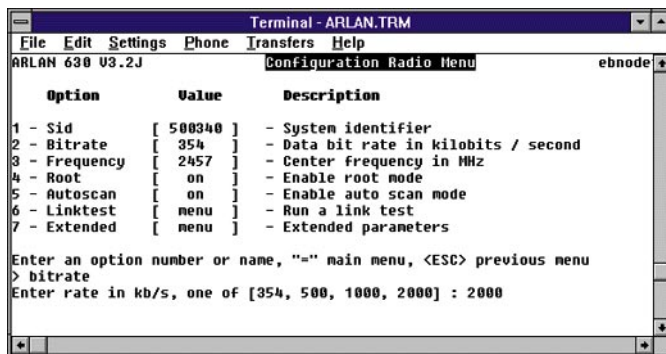 Terminal - ARLAN.TRM
File Edit Settings Phone Transfers Help
ARLAN 630 V3.2J Configuration Radio Menu ebnode
Option Value Description
1 - Sid [ 500340 ] - System identifier
2 - Bitrate [ 354 ] - Data bit rate in kilobits / second
3 - Frequency [ 2457 ] - Center frequency in MHz
4 - Root [ on ] - Enable root mode
5 - Autoscan [ on ] - Enable auto scan mode
6 - Linktest [ menu ] - Run a link test
7 - Extended [ menu ] - Extended parameters
Enter an option number or name, "=" main menu, <ESC> previous menu
> bitrate
Enter rate in kb/s, one of [354, 500, 1000, 2000] : 2000